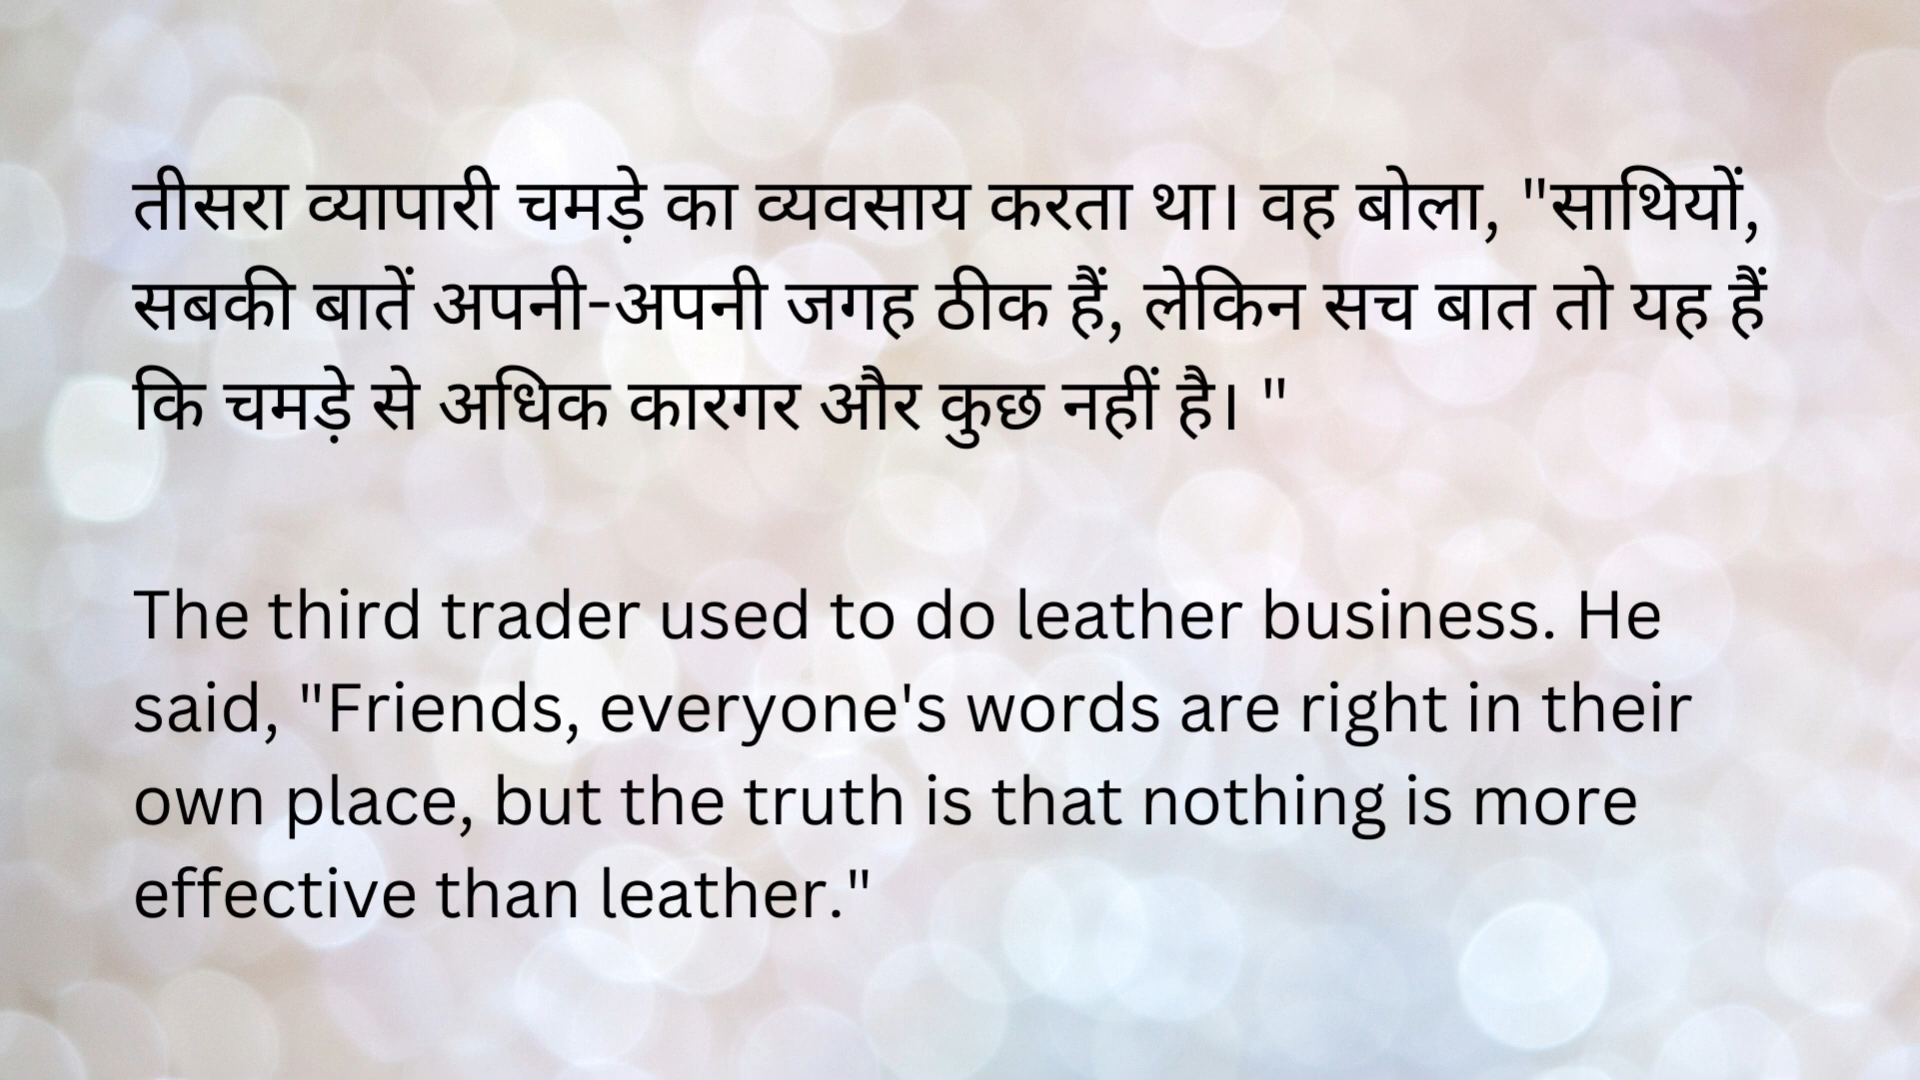 तीसरा व्यापारी चमड़े का व्यवसाय करता था। वह बोला, "साथियों,
सबकी बातें अपनी-अपनी जगह ठीक हैं, लेकिन सच बात तो यह हैं
कि चमड़े से अधिक कारगर और कुछ नहीं है। "
The third trader used to do leather business. He
said, "Friends, everyone's words are right in their
own place, but the truth is that nothing is more
effective than leather."